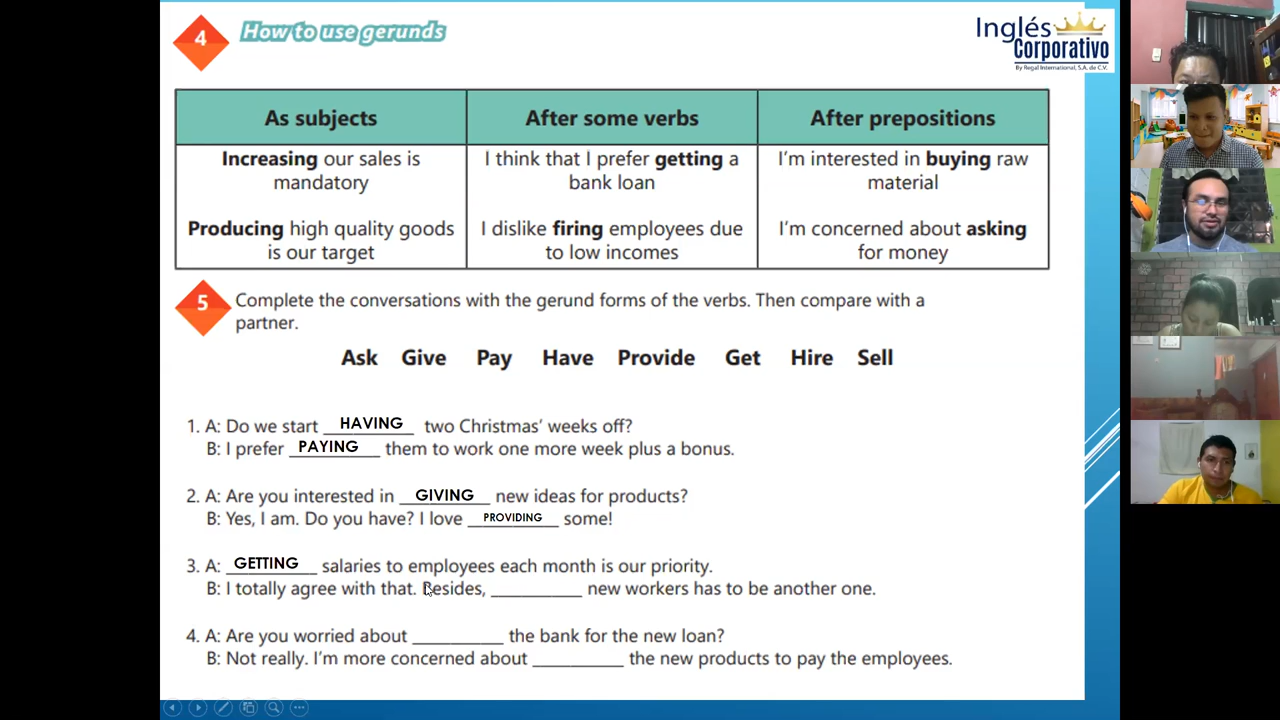 4 How to use gerunds
Inglés
Corporativo
By Regal International, S.A. de C.V.
As subjects After some verbs After prepositions
Increasing our sales is I think that I prefer getting a I'm interested in buying raw
mandatory bank loan material
Producing high quality goods I dislike firing employees due I'm concerned about asking
is our target to low incomes for money
5 Complete the conversations with the gerund forms of the verbs. Then compare with a
partner.
Ask Give Pay Have Provide Get Hire Sell
1. A: Do we start HAVING two Christmas' weeks off?
B: I prefer PAYING them to work one more week plus a bonus.
2. A: Are you interested in GIVING new ideas for products?
B: Yes, I am. Do you have? I love PROVIDING some!
3. A: GETTING salaries to employees each month is our priority.
B: I totally agree with that. Besides, __________ new workers has to be another one.
4. A: Are you worried about __________ the bank for the new loan?
B: Not really. I'm more concerned about __________ the new products to pay the employees.